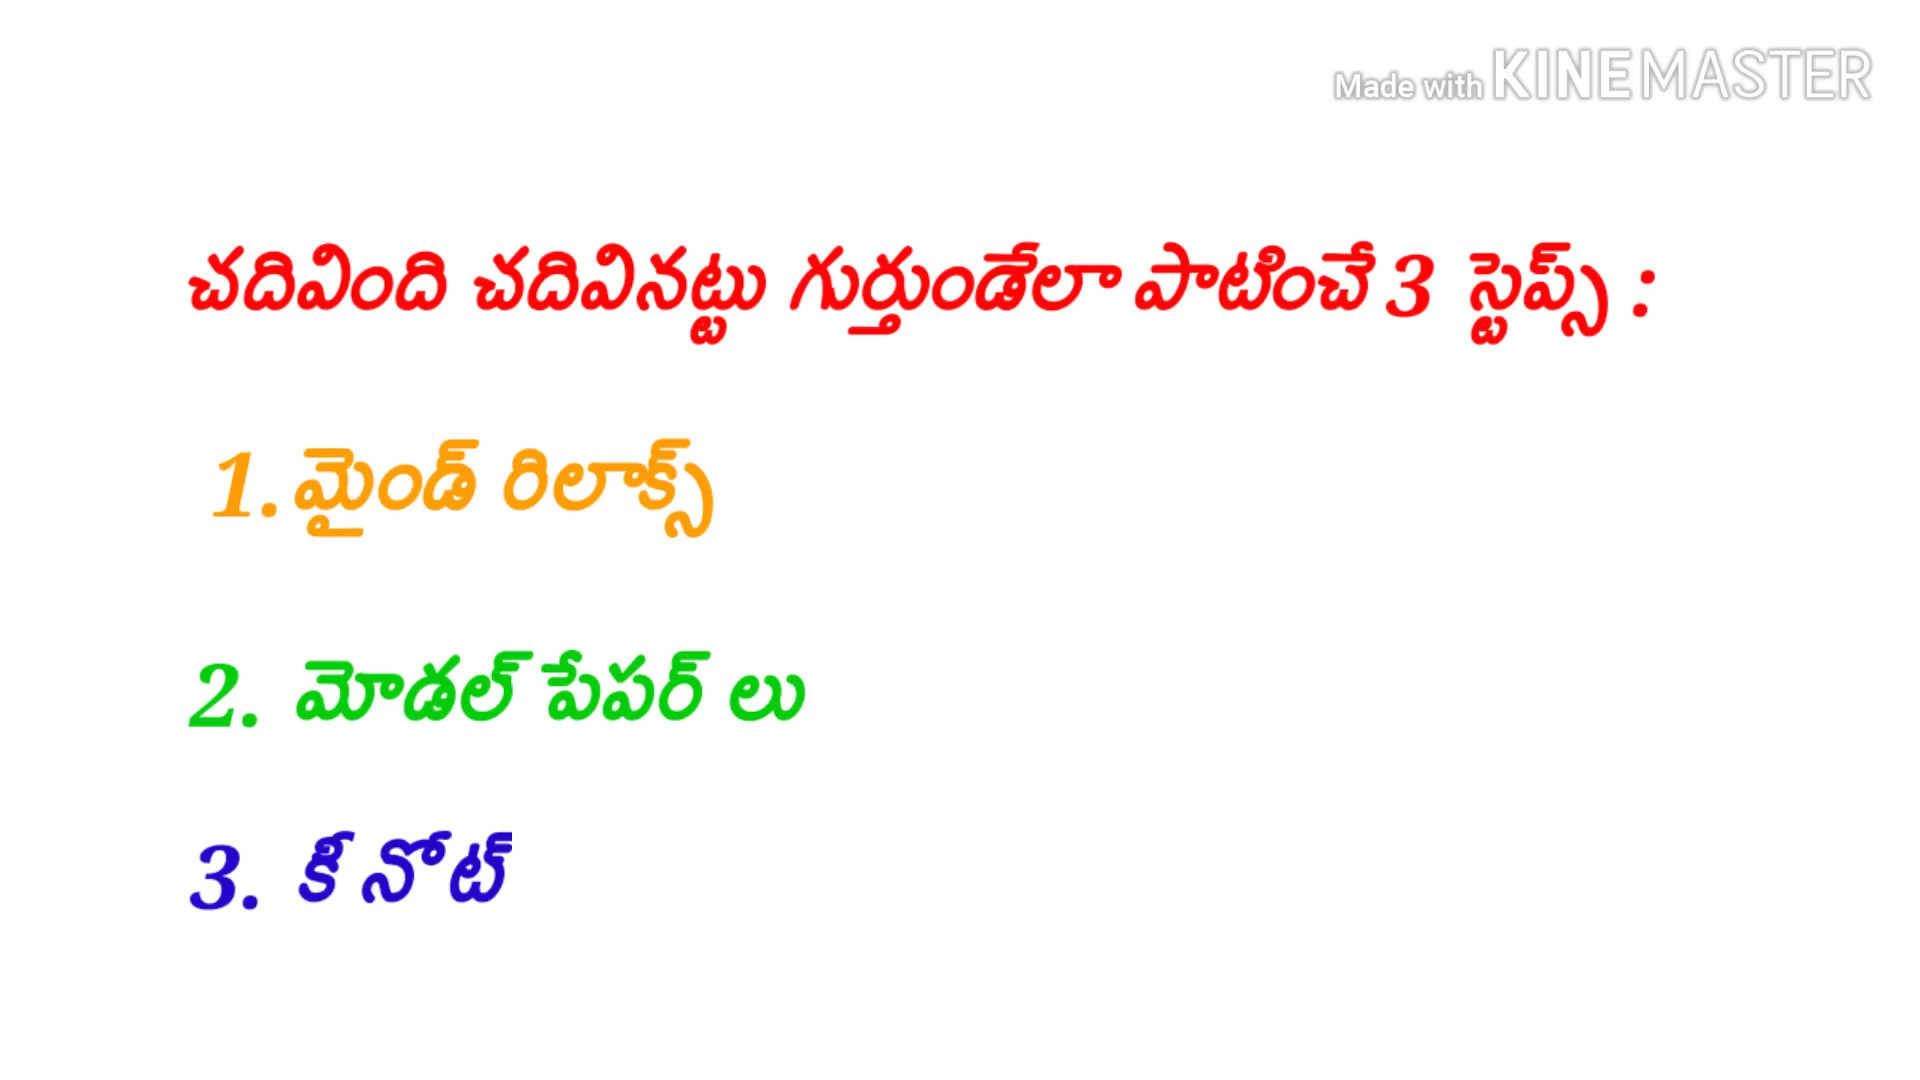 Made with KINEMASTER
చదివింది చదివినట్టు గుర్తుండేలా పాటించే 3 స్టెప్స్ :
1. మైండ్ రిలాక్స్
2. మోడల్ పేపర్ లు
3. కీ నోట్